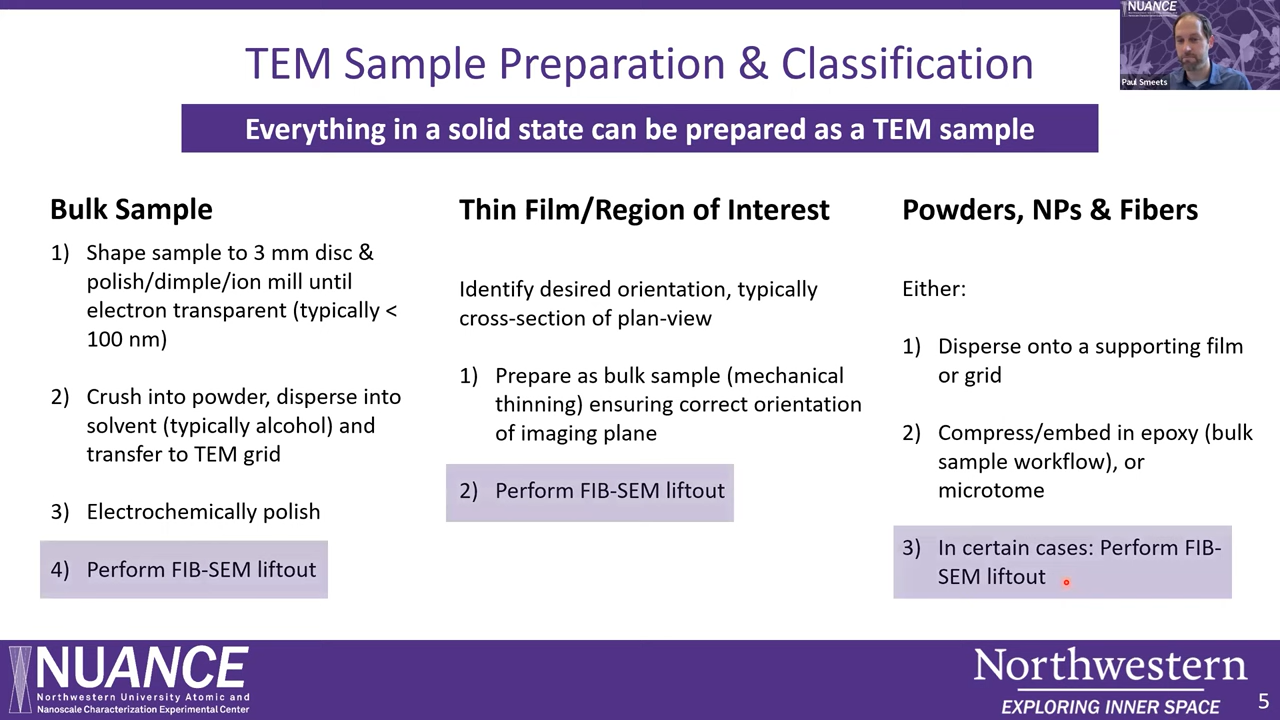 NUANCE
Paul Smeets
TEM Sample Preparation & Classification
Everything in a solid state can be prepared as a TEM sample
Bulk Sample
1) Shape sample to 3 mm disc &
polish/dimple/ion mill until
electron transparent (typically <
100 nm)
2) Crush into powder, disperse into
solvent (typically alcohol) and
transfer to TEM grid
3) Electrochemically polish
4) Perform FIB-SEM liftout
Thin Film/Region of Interest
Identify desired orientation, typically
cross-section of plan-view
1) Prepare as bulk sample (mechanical
thinning) ensuring correct orientation
of imaging plane
2) Perform FIB-SEM liftout
Powders, NPs & Fibers
Either:
1) Disperse onto a supporting film
or grid
2) Compress/embed in epoxy (bulk
sample workflow), or
microtome
3) In certain cases: Perform FIB-
SEM liftout
NUANCE
Northwestern University Atomic and
Nanoscale Characterization Experimental Center
Northwestern
EXPLORING INNER SPACE
5